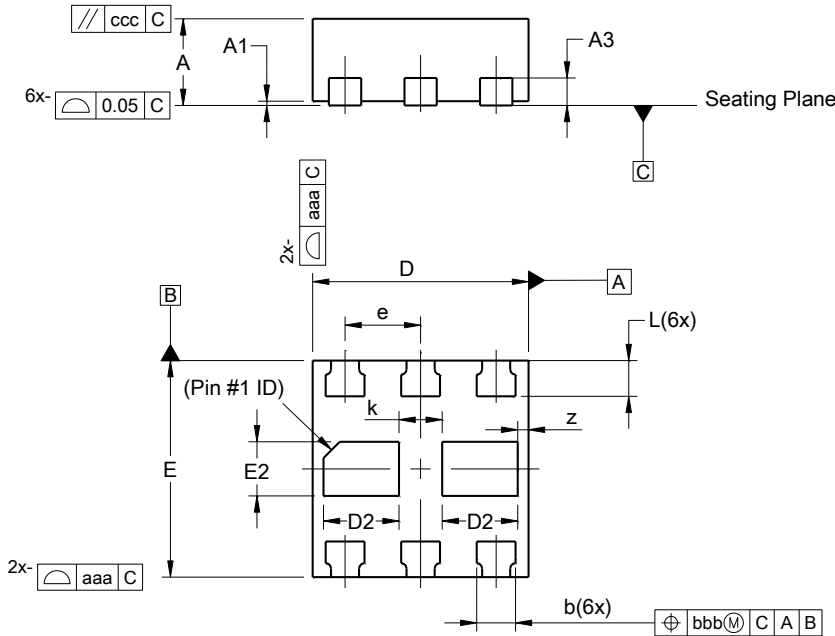 // ccc C
A
A1
A3
6x- ⌓ 0.05 C
Seating Plane
C
2x- ⌓ aaa C
D
A
B
e
L(6x)
(Pin #1 ID)
k
z
E
E2
D2
D2
2x- ⌓ aaa C
b(6x)
⌖ bbbⓂ C A B